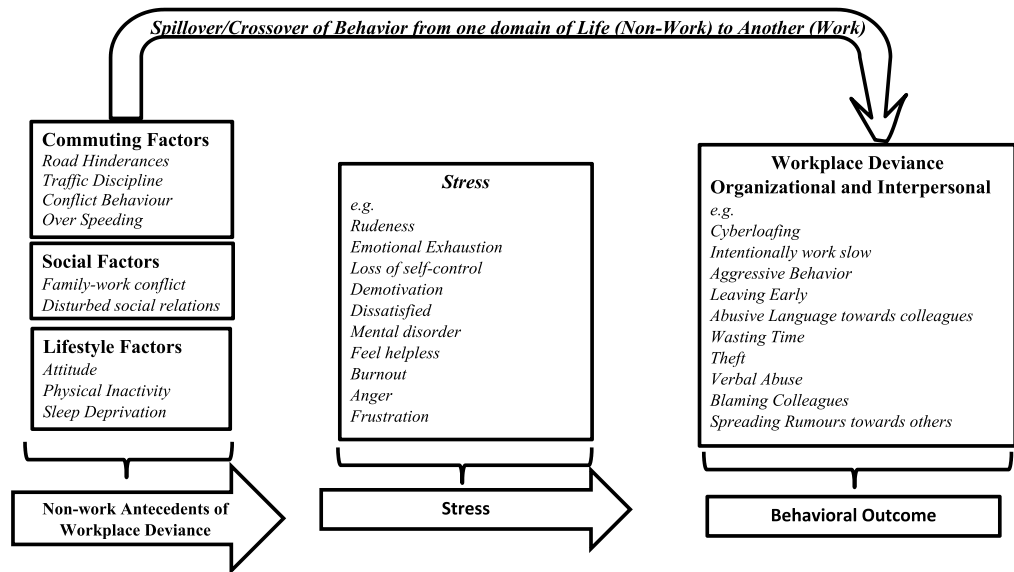 Spillover/Crossover of Behavior from one domain of Life (Non-Work) to Another (Work)
Commuting Factors
Road Hinderances
Traffic Discipline
Conflict Behaviour
Over Speeding
Social Factors
Family-work conflict
Disturbed social relations
Lifestyle Factors
Attitude
Physical Inactivity
Sleep Deprivation
Non-work Antecedents of
Workplace Deviance
Stress
e.g.
Rudeness
Emotional Exhaustion
Loss of self-control
Demotivation
Dissatisfied
Mental disorder
Feel helpless
Burnout
Anger
Frustration
Stress
Workplace Deviance
Organizational and Interpersonal
e.g.
Cyberloafing
Intentionally work slow
Aggressive Behavior
Leaving Early
Abusive Language towards colleagues
Wasting Time
Theft
Verbal Abuse
Blaming Colleagues
Spreading Rumours towards others
Behavioral Outcome